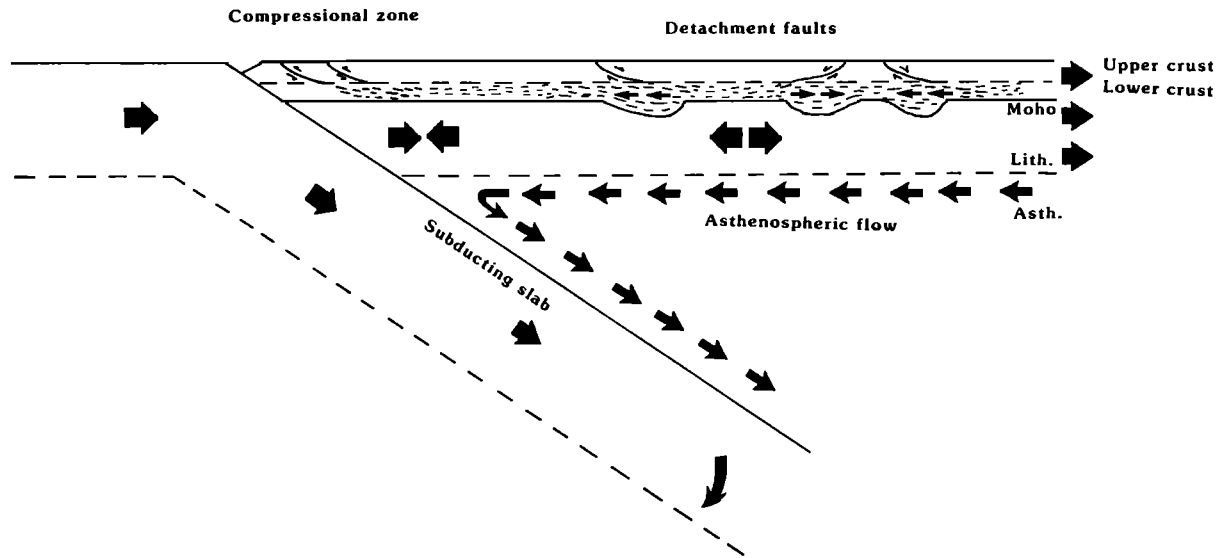 Compressional zone
Detachment faults
Upper crust
Lower crust
Moho
Lith.
Asth.
Asthenospheric flow
Subducting slab